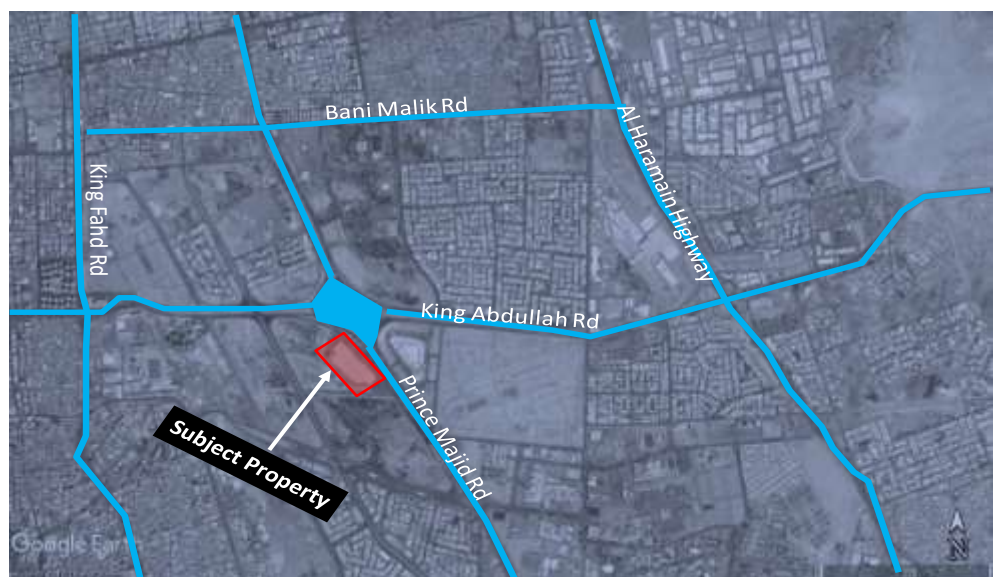 Bani Malik Rd
Al Haramain Highway
King Fahd Rd
King Abdullah Rd
Prince Majid Rd
Subject Property
Google Earth
N